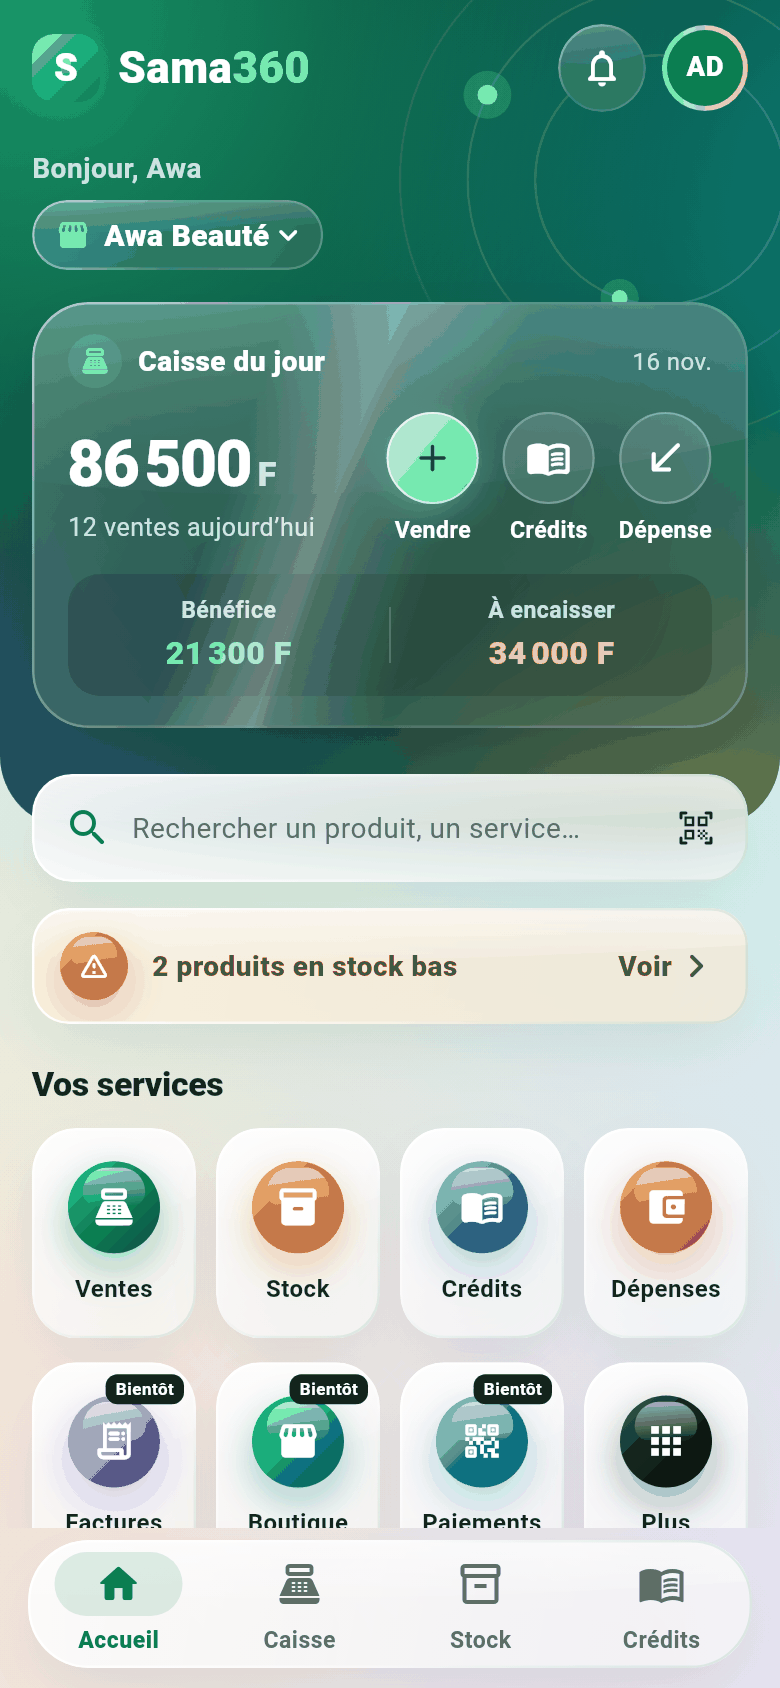 S Sama360 AD
Bonjour, Awa
Awa Beauté
Caisse du jour 16 nov.
86 500 F
12 ventes aujourd’hui
Vendre Crédits Dépense
Bénéfice À encaisser
21 300 F 34 000 F
Rechercher un produit, un service...
2 produits en stock bas Voir
Vos services
Ventes Stock Crédits Dépenses
Bientôt Bientôt Bientôt
Factures Boutique Paiements Plus
Accueil Caisse Stock Crédits